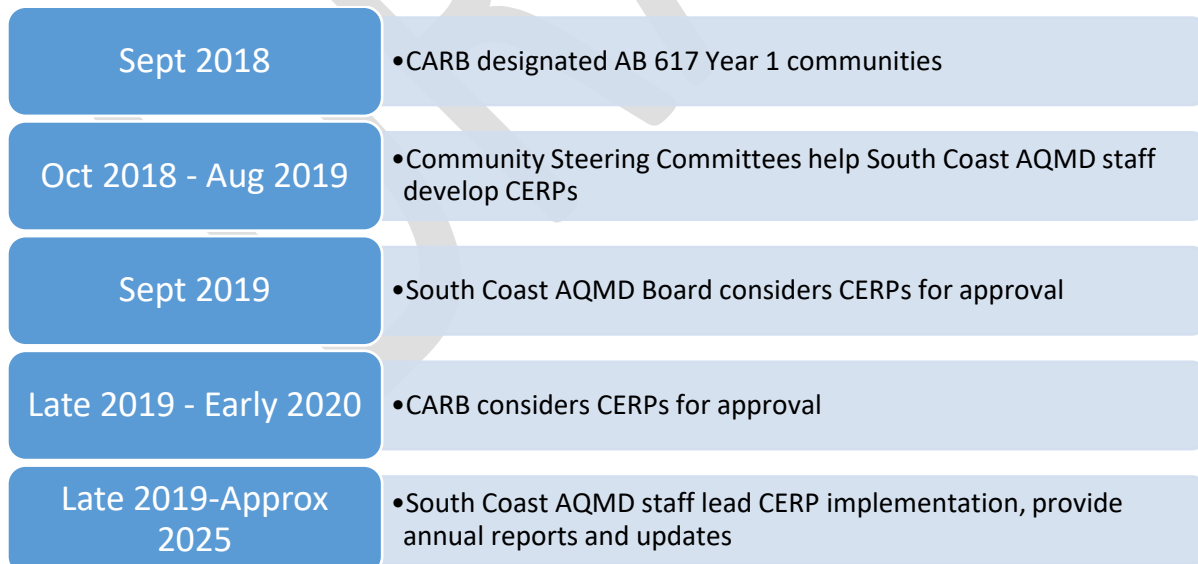 Sept 2018
•CARB designated AB 617 Year 1 communities
Oct 2018 - Aug 2019
•Community Steering Committees help South Coast AQMD staff
develop CERPs
Sept 2019
•South Coast AQMD Board considers CERPs for approval
Late 2019 - Early 2020
•CARB considers CERPs for approval
Late 2019-Approx
2025
•South Coast AQMD staff lead CERP implementation, provide
annual reports and updates